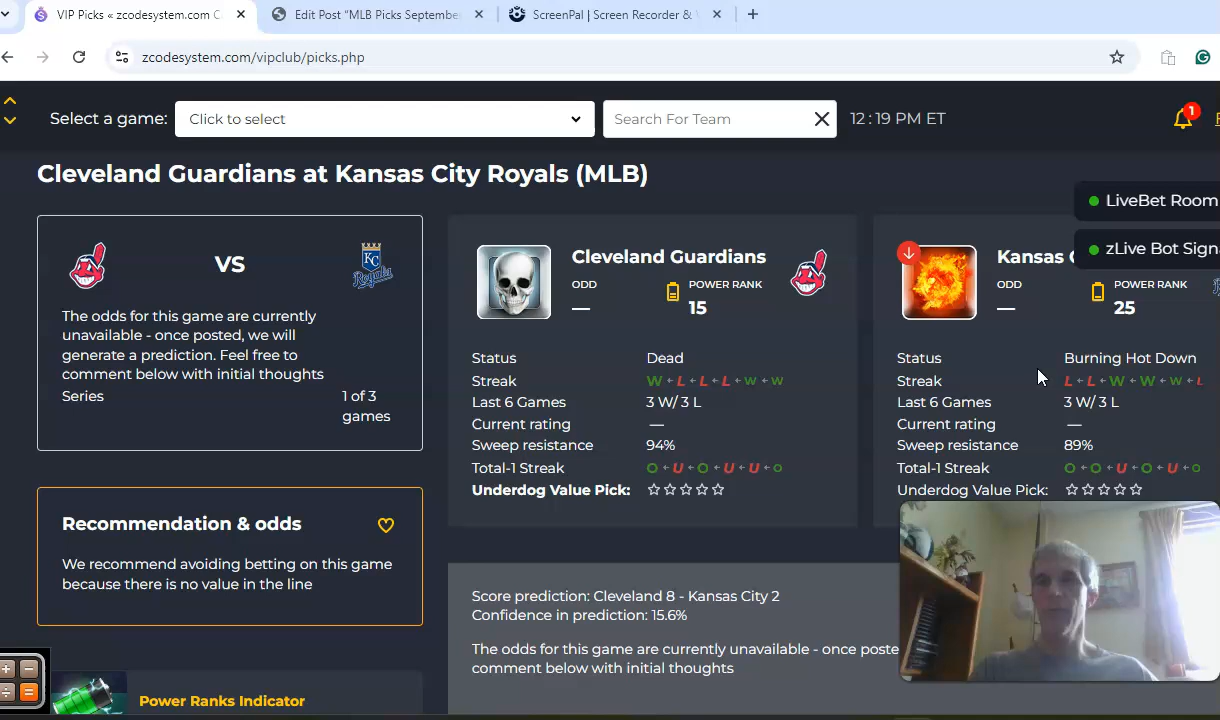 VIP Picks « zcodesystem.com C
Edit Post "MLB Picks Septembe
ScreenPal | Screen Recorder &
zcodesystem.com/vipclub/picks.php
Select a game:
Click to select
Search For Team
12 : 19 PM ET
1
Cleveland Guardians at Kansas City Royals (MLB)
LiveBet Room
zLive Bot Sign
VS
KC
Royals
The odds for this game are currently
unavailable - once posted, we will
generate a prediction. Feel free to
comment below with initial thoughts
Series
1 of 3
games
Cleveland Guardians
ODD
—
POWER RANK
15
Status
Dead
Streak
W ← L ← L ← L ← W ← W
Last 6 Games
3 W/ 3 L
Current rating
—
Sweep resistance
94%
Total-1 Streak
O ← U ← O ← U ← U ← O
Underdog Value Pick:
Kansas
ODD
—
POWER RANK
25
Status
Burning Hot Down
Streak
L ← L ← W ← W ← W ← L
Last 6 Games
3 W/ 3 L
Current rating
—
Sweep resistance
89%
Total-1 Streak
O ← O ← U ← O ← U ← O
Underdog Value Pick:
Recommendation & odds
We recommend avoiding betting on this game
because there is no value in the line
Score prediction: Cleveland 8 - Kansas City 2
Confidence in prediction: 15.6%
The odds for this game are currently unavailable - once poste
comment below with initial thoughts
Power Ranks Indicator